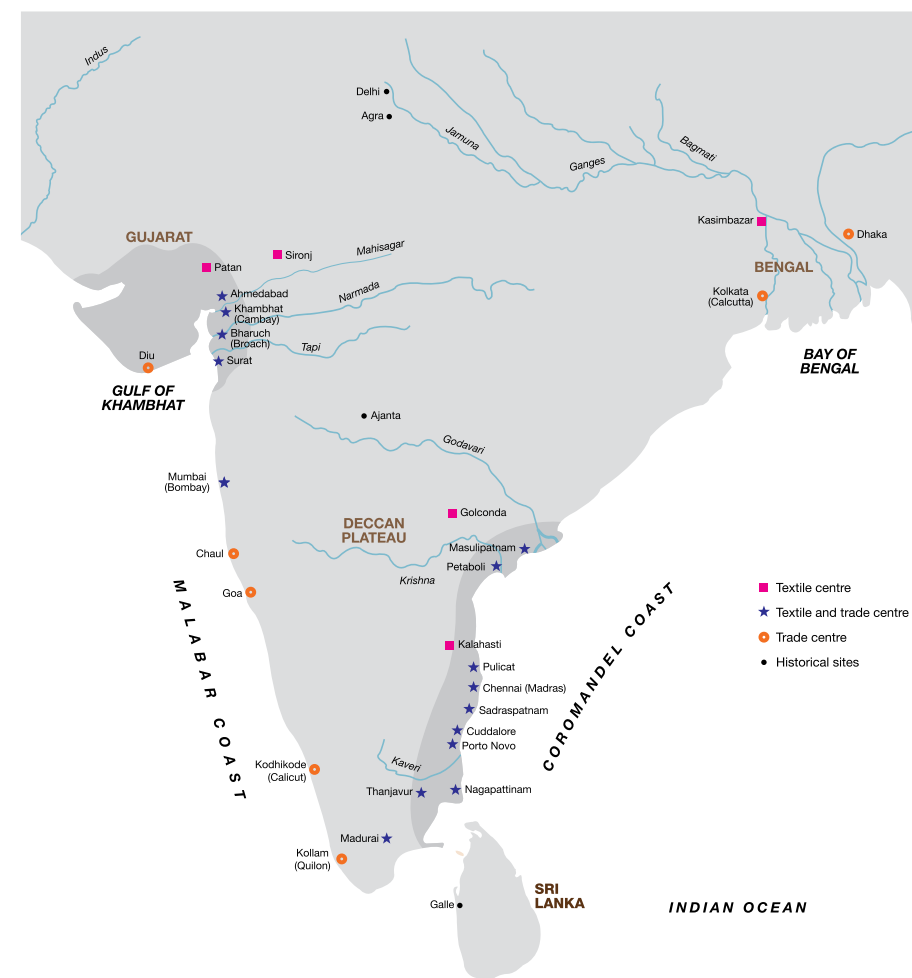 Indus
Delhi
Agra
Jamuna
Ganges
Bagmati
Kasimbazar
Dhaka
GUJARAT
Sironj
Mahisagar
Patan
BENGAL
Ahmedabad
Narmada
Kolkata
(Calcutta)
Khambhat
(Cambay)
Bharuch
(Broach)
Tapi
Diu
Surat
BAY OF
BENGAL
GULF OF
KHAMBHAT
Ajanta
Godavari
Mumbai
(Bombay)
Golconda
DECCAN
PLATEAU
Masulipatnam
Chaul
Petaboli
Krishna
Goa
MALABAR COAST
COROMANDEL COAST
Textile centre
Textile and trade centre
Trade centre
Historical sites
Kalahasti
Pulicat
Chennai (Madras)
Sadraspatnam
Cuddalore
Porto Novo
Kaveri
Kodhikode
(Calicut)
Thanjavur
Nagapattinam
Madurai
Kollam
(Quilon)
SRI
LANKA
Galle
INDIAN OCEAN